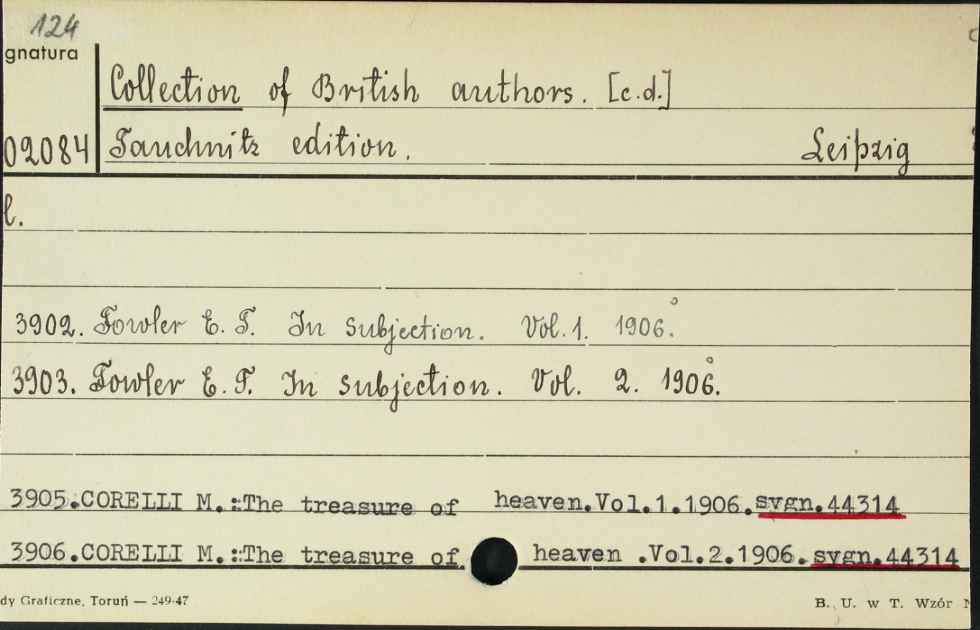 124
gnatura
Collection of British authors. [c.d.]
02084 Tauchnitz edition. Leipzig
l.
3902. Fowler E. T. In subjection. Vol. 1. 1906.
3903. Fowler E. T. In subjection. Vol. 2. 1906.
3905.CORELLI M.:The treasure of heaven.Vol.1.1906.sygn.44314
3906.CORELLI M.:The treasure of heaven .Vol.2.1906.sygn.44314
dy Graficzne, Toruń — 249-47 B. U. w T. Wzór